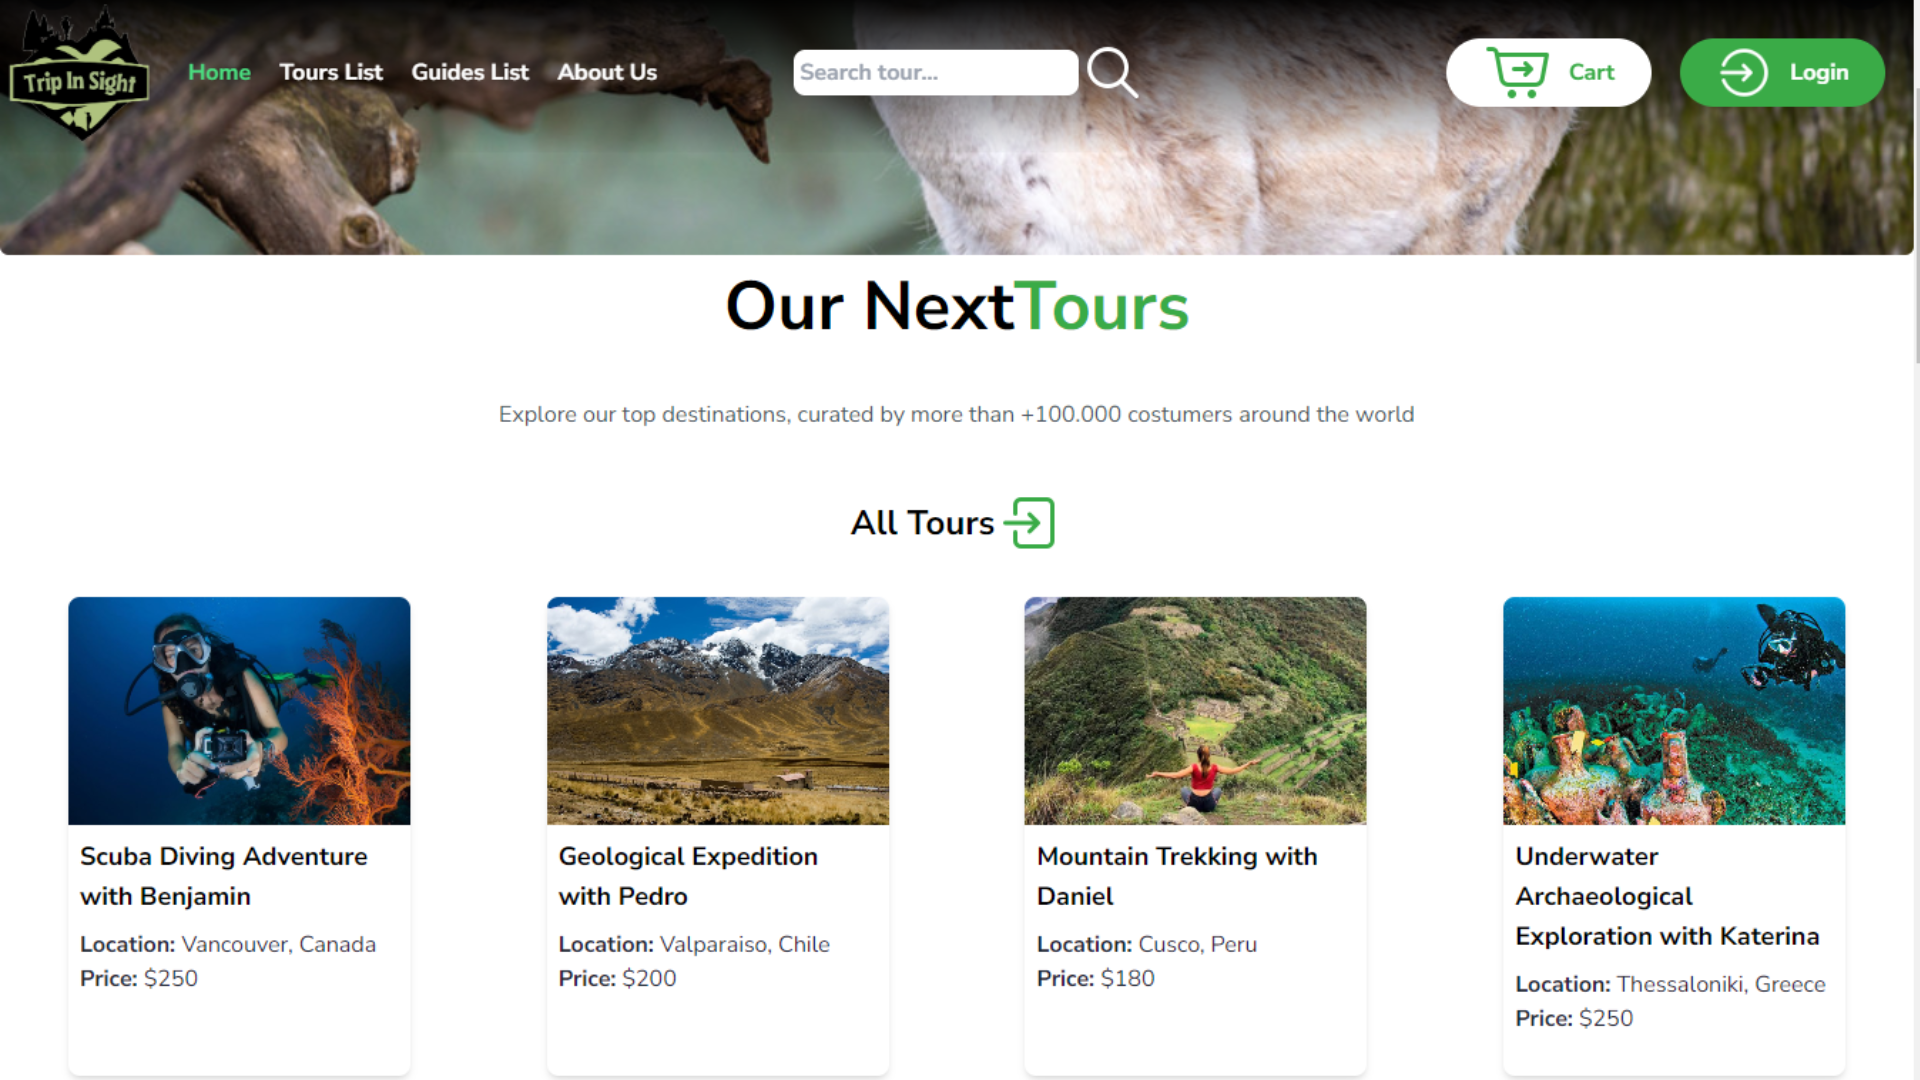 Trip In Sight
Home Tours List Guides List About Us Search tour... Cart Login
Our NextTours
Explore our top destinations, curated by more than +100.000 costumers around the world
All Tours
Scuba Diving Adventure
with Benjamin
Location: Vancouver, Canada
Price: $250
Geological Expedition
with Pedro
Location: Valparaiso, Chile
Price: $200
Mountain Trekking with
Daniel
Location: Cusco, Peru
Price: $180
Underwater
Archaeological
Exploration with Katerina
Location: Thessaloniki, Greece
Price: $250